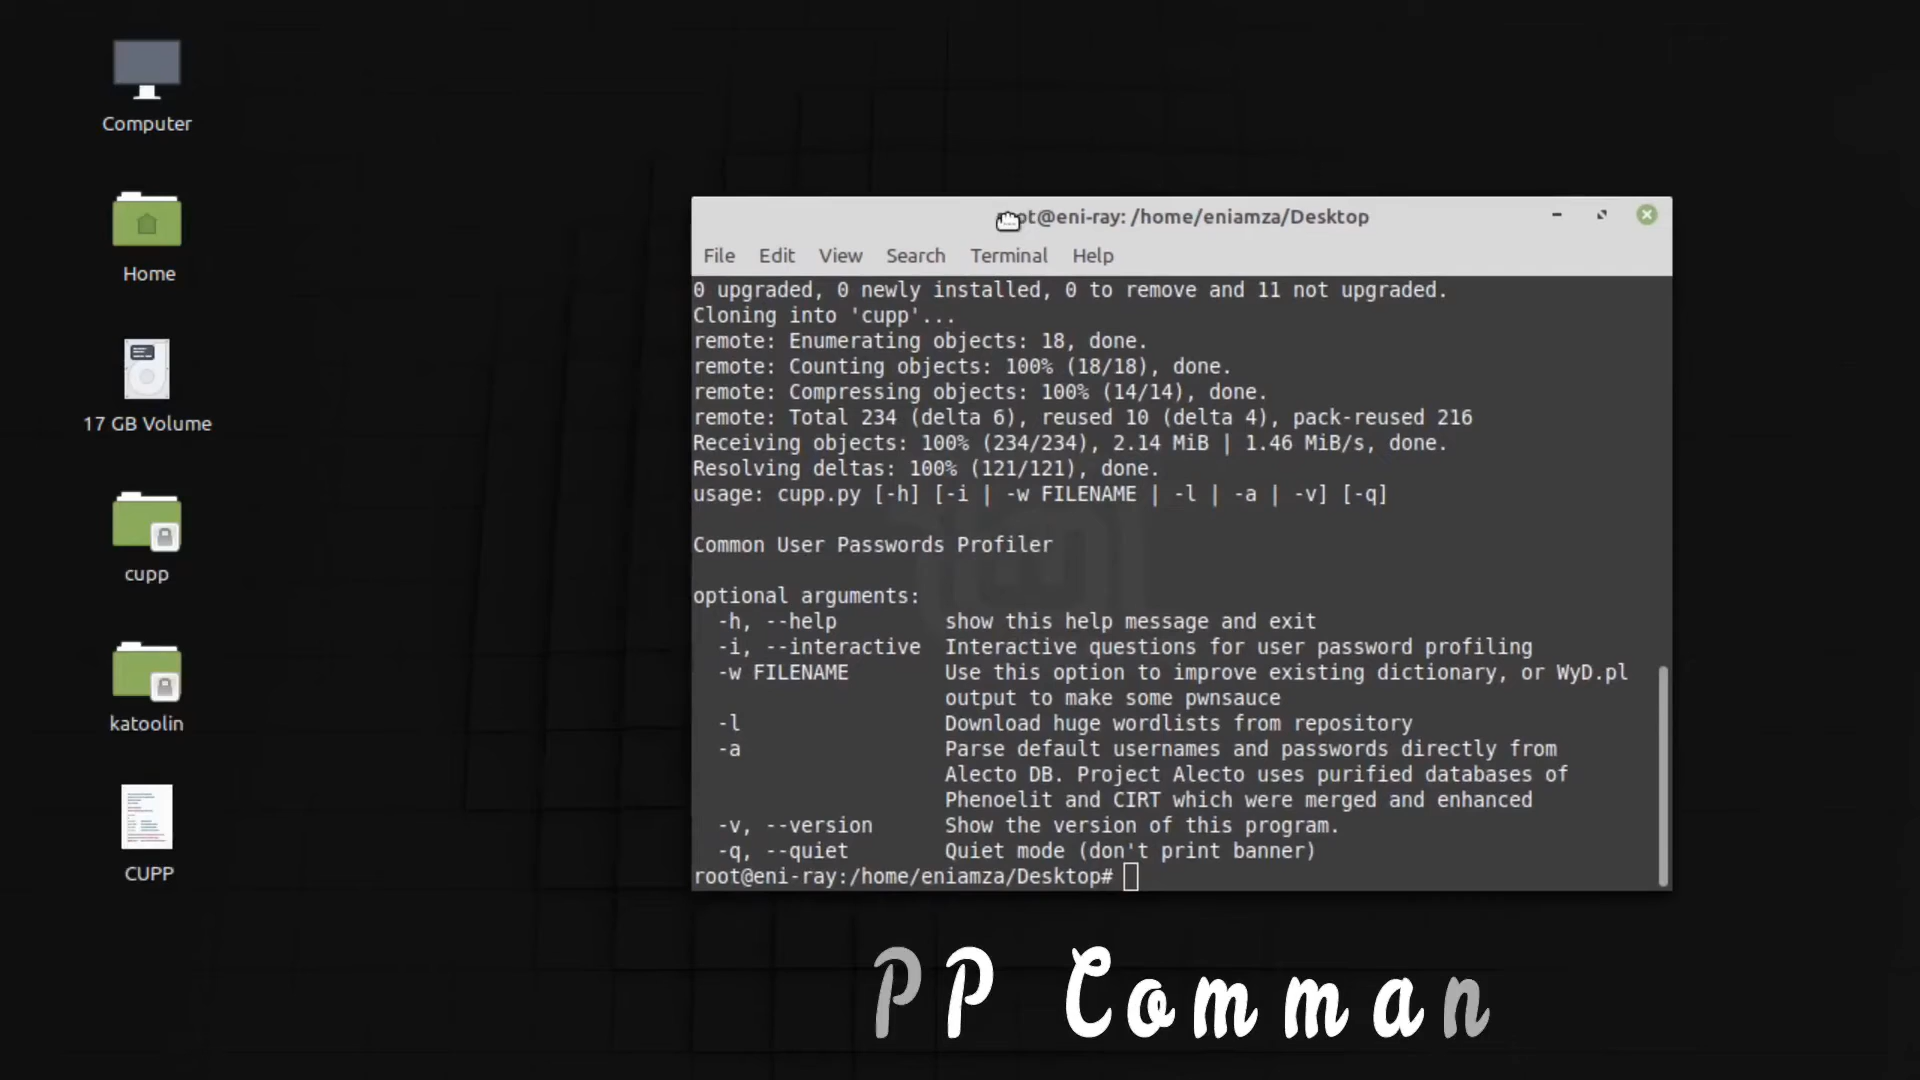 Computer
Home
17 GB Volume
cupp
katoolin
CUPP
root@eni-ray: /home/eniamza/Desktop
File Edit View Search Terminal Help
0 upgraded, 0 newly installed, 0 to remove and 11 not upgraded.
Cloning into 'cupp'...
remote: Enumerating objects: 18, done.
remote: Counting objects: 100% (18/18), done.
remote: Compressing objects: 100% (14/14), done.
remote: Total 234 (delta 6), reused 10 (delta 4), pack-reused 216
Receiving objects: 100% (234/234), 2.14 MiB | 1.46 MiB/s, done.
Resolving deltas: 100% (121/121), done.
usage: cupp.py [-h] [-i | -w FILENAME | -l | -a | -v] [-q]
Common User Passwords Profiler
optional arguments:
-h, --help show this help message and exit
-i, --interactive Interactive questions for user password profiling
-w FILENAME Use this option to improve existing dictionary, or WyD.pl
output to make some pwnsauce
-l Download huge wordlists from repository
-a Parse default usernames and passwords directly from
Alecto DB. Project Alecto uses purified databases of
Phenoelit and CIRT which were merged and enhanced
-v, --version Show the version of this program.
-q, --quiet Quiet mode (don't print banner)
root@eni-ray:/home/eniamza/Desktop#
PP Comman